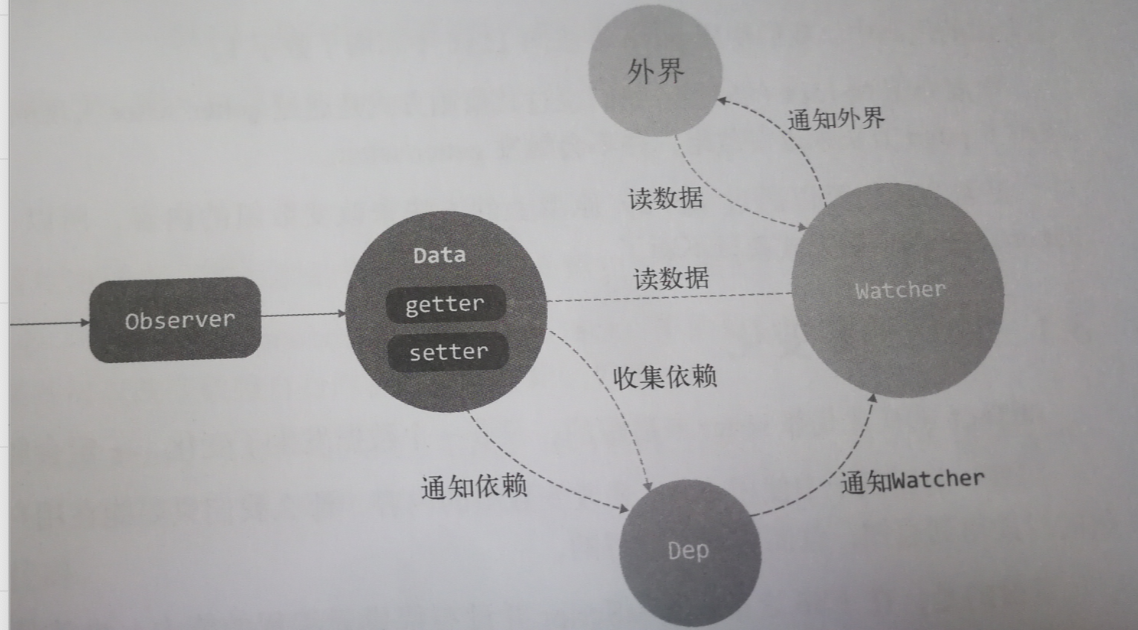 外界
通知外界
读数据
Data
getter
setter
读数据
Watcher
Observer
收集依赖
通知依赖
通知Watcher
Dep